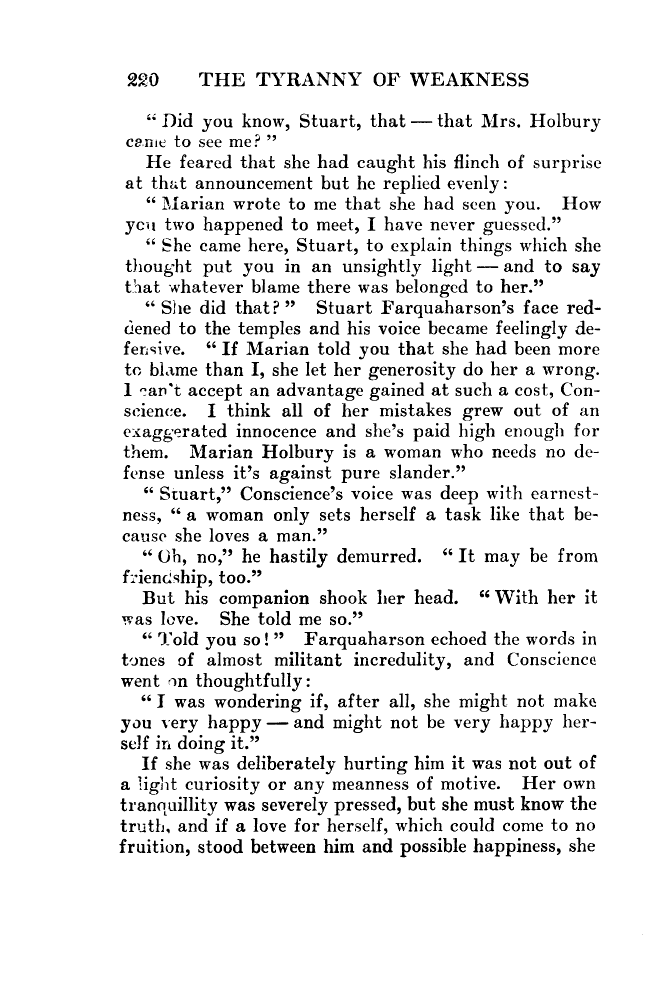 220 THE TYRANNY OF WEAKNESS
“ Did you know, Stuart, that — that Mrs. Holbury
came to see me? ”
He feared that she had caught his flinch of surprise
at that announcement but he replied evenly:
“ Marian wrote to me that she had seen you. How
you two happened to meet, I have never guessed.”
“ She came here, Stuart, to explain things which she
thought put you in an unsightly light — and to say
that whatever blame there was belonged to her.”
“ She did that? ” Stuart Farquaharson’s face red-
dened to the temples and his voice became feelingly de-
fensive. “ If Marian told you that she had been more
to blame than I, she let her generosity do her a wrong.
I can’t accept an advantage gained at such a cost, Con-
science. I think all of her mistakes grew out of an
exaggerated innocence and she’s paid high enough for
them. Marian Holbury is a woman who needs no de-
fense unless it’s against pure slander.”
“ Stuart,” Conscience’s voice was deep with earnest-
ness, “ a woman only sets herself a task like that be-
cause she loves a man.”
“ Oh, no,” he hastily demurred. “ It may be from
friendship, too.”
But his companion shook her head. “ With her it
was love. She told me so.”
“ Told you so! ” Farquaharson echoed the words in
tones of almost militant incredulity, and Conscience
went on thoughtfully:
“ I was wondering if, after all, she might not make
you very happy — and might not be very happy her-
self in doing it.”
If she was deliberately hurting him it was not out of
a light curiosity or any meanness of motive. Her own
tranquillity was severely pressed, but she must know the
truth, and if a love for herself, which could come to no
fruition, stood between him and possible happiness, she